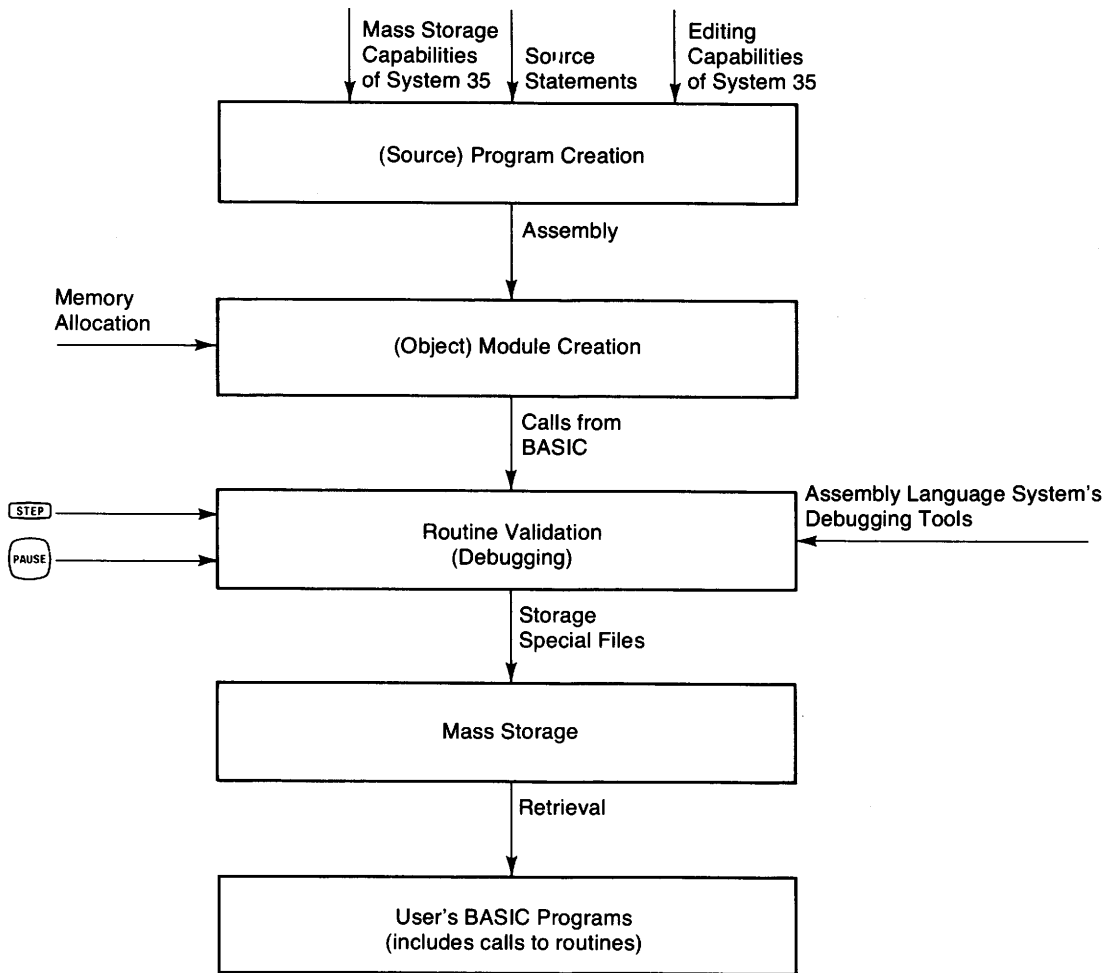 Mass Storage
Capabilities
of System 35
Source
Statements
Editing
Capabilities
of System 35
(Source) Program Creation
Assembly
Memory
Allocation
(Object) Module Creation
Calls from
BASIC
STEP
PAUSE
Routine Validation
(Debugging)
Assembly Language System's
Debugging Tools
Storage
Special Files
Mass Storage
Retrieval
User's BASIC Programs
(includes calls to routines)